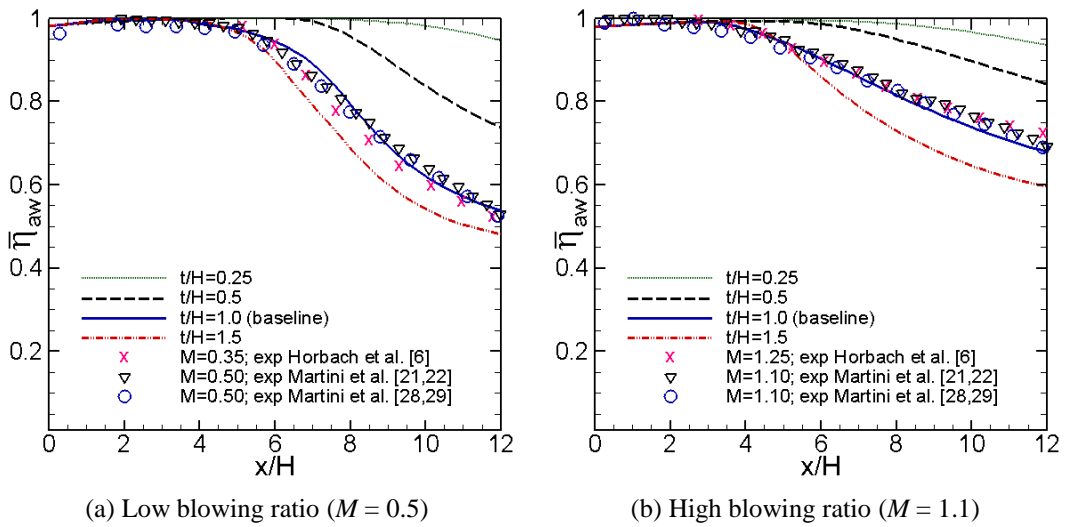 1
0.8
0.6
0.4
0.2
η̅aw
t/H=0.25
t/H=0.5
t/H=1.0 (baseline)
t/H=1.5
M=0.35; exp Horbach et al. [6]
M=0.50; exp Martini et al. [21,22]
M=0.50; exp Martini et al. [28,29]
0 2 4 6 8 10 12
x/H
(a) Low blowing ratio (M = 0.5)
1
0.8
0.6
0.4
0.2
η̅aw
t/H=0.25
t/H=0.5
t/H=1.0 (baseline)
t/H=1.5
M=1.25; exp Horbach et al. [6]
M=1.10; exp Martini et al. [21,22]
M=1.10; exp Martini et al. [28,29]
0 2 4 6 8 10 12
x/H
(b) High blowing ratio (M = 1.1)